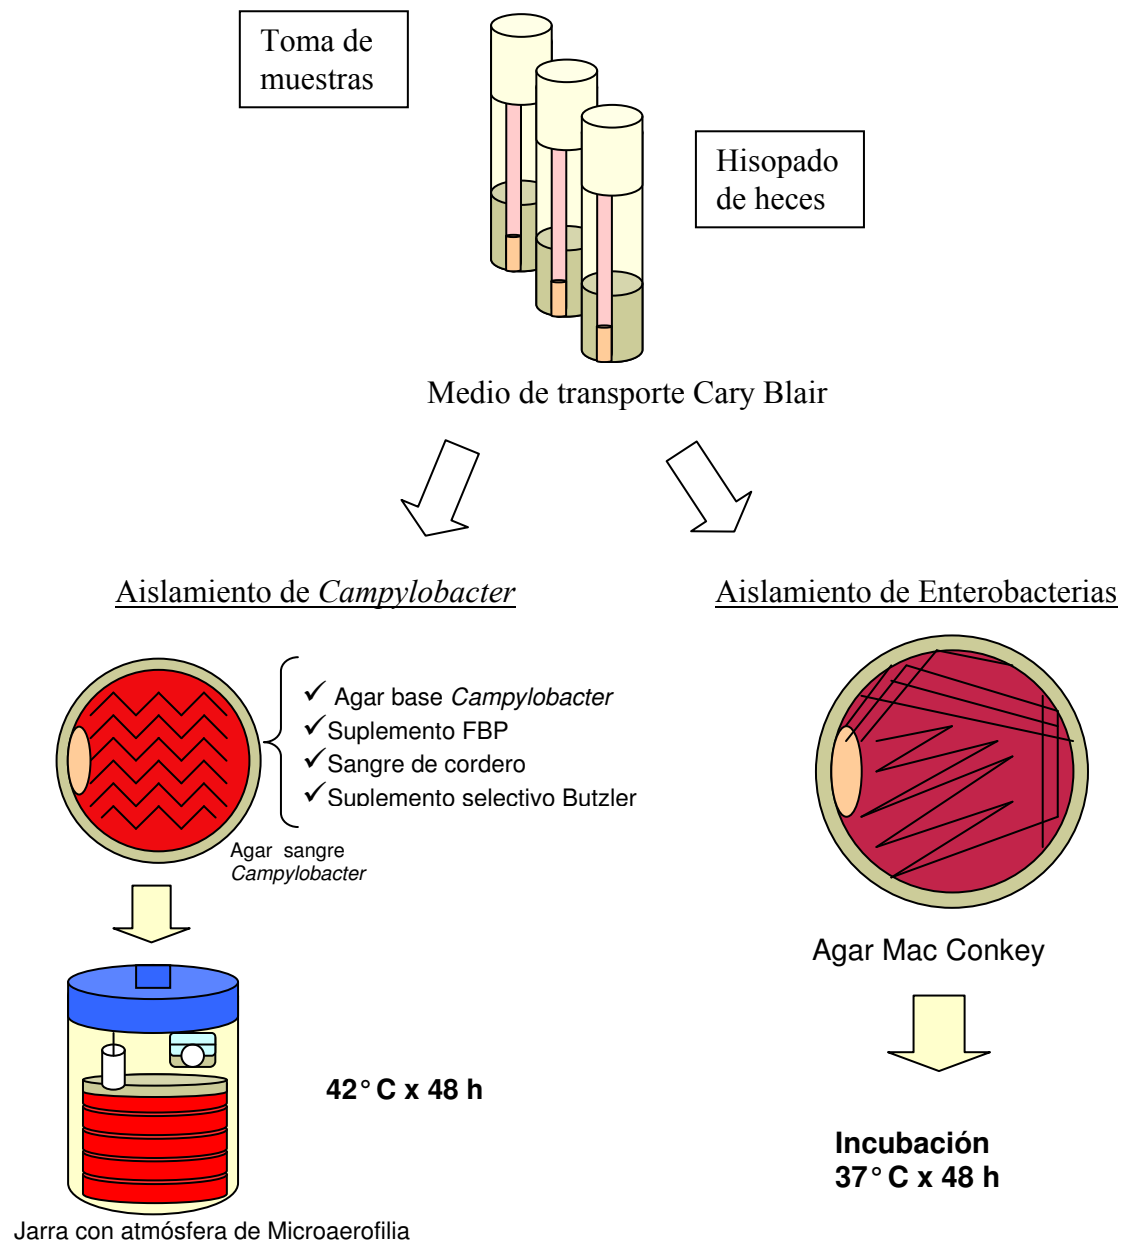 Toma de
muestras
Hisopado
de heces
Medio de transporte Cary Blair
Aislamiento de Campylobacter
✓ Agar base Campylobacter
✓Suplemento FBP
✓Sangre de cordero
✓Suplemento selectivo Butzler
Agar sangre
Campylobacter
42°C x 48 h
Jarra con atmósfera de Microaerofilia
Aislamiento de Enterobacterias
Agar Mac Conkey
Incubación
37°C x 48 h